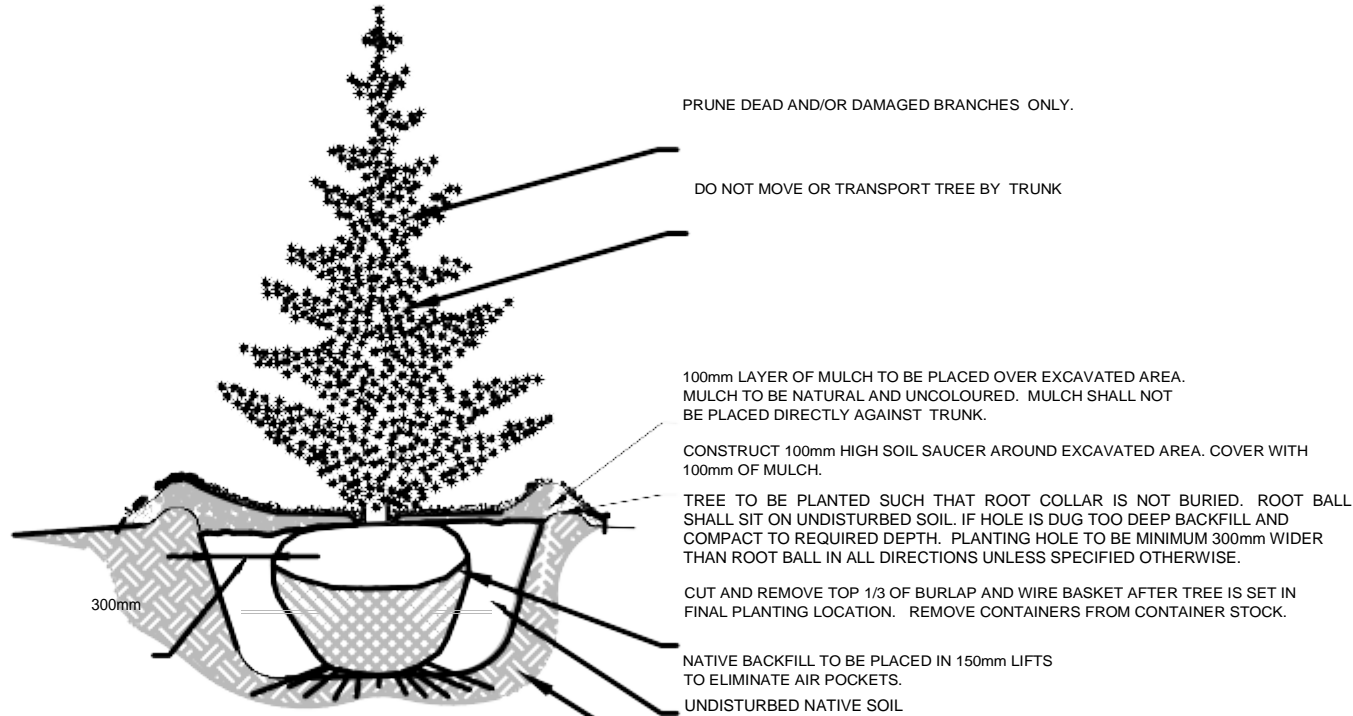 PRUNE DEAD AND/OR DAMAGED BRANCHES ONLY.
DO NOT MOVE OR TRANSPORT TREE BY TRUNK
100mm LAYER OF MULCH TO BE PLACED OVER EXCAVATED AREA.
MULCH TO BE NATURAL AND UNCOLOURED. MULCH SHALL NOT
BE PLACED DIRECTLY AGAINST TRUNK.
CONSTRUCT 100mm HIGH SOIL SAUCER AROUND EXCAVATED AREA. COVER WITH
100mm OF MULCH.
TREE TO BE PLANTED SUCH THAT ROOT COLLAR IS NOT BURIED. ROOT BALL
SHALL SIT ON UNDISTURBED SOIL. IF HOLE IS DUG TOO DEEP BACKFILL AND
COMPACT TO REQUIRED DEPTH. PLANTING HOLE TO BE MINIMUM 300mm WIDER
THAN ROOT BALL IN ALL DIRECTIONS UNLESS SPECIFIED OTHERWISE.
CUT AND REMOVE TOP 1/3 OF BURLAP AND WIRE BASKET AFTER TREE IS SET IN
FINAL PLANTING LOCATION. REMOVE CONTAINERS FROM CONTAINER STOCK.
300mm
NATIVE BACKFILL TO BE PLACED IN 150mm LIFTS
TO ELIMINATE AIR POCKETS.
UNDISTURBED NATIVE SOIL